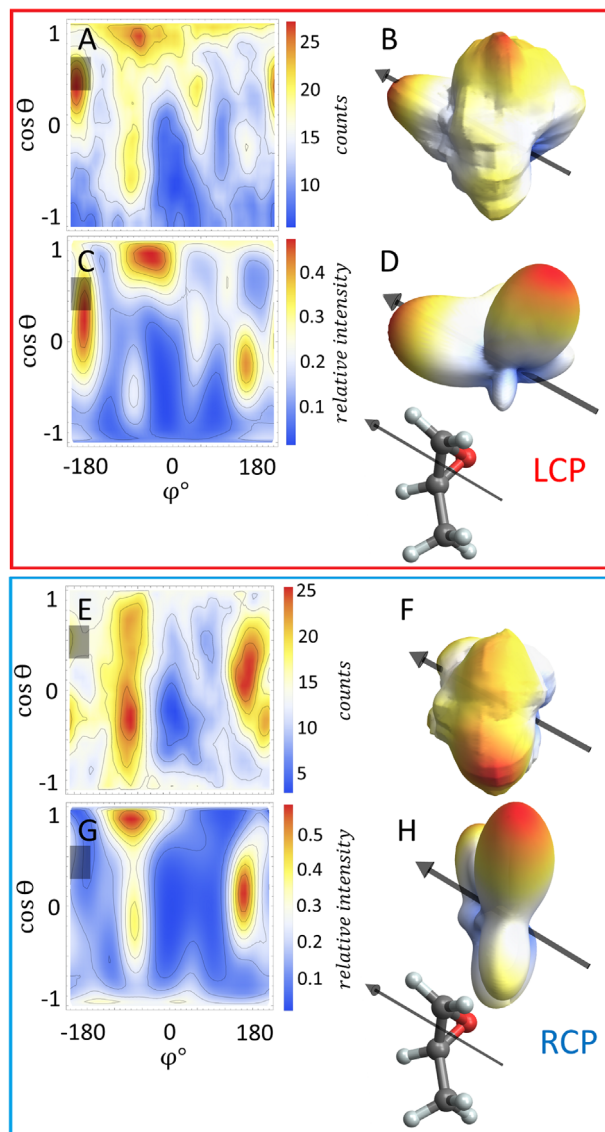 A
B
1
0
-1
cos θ
25
20
15
10
counts
C
D
1
0
-1
cos θ
-180
0
180
φ°
0.4
0.3
0.2
0.1
relative intensity
LCP
E
F
1
0
-1
cos θ
25
20
15
10
5
counts
G
H
1
0
-1
cos θ
-180
0
180
φ°
0.5
0.4
0.3
0.2
0.1
relative intensity
RCP